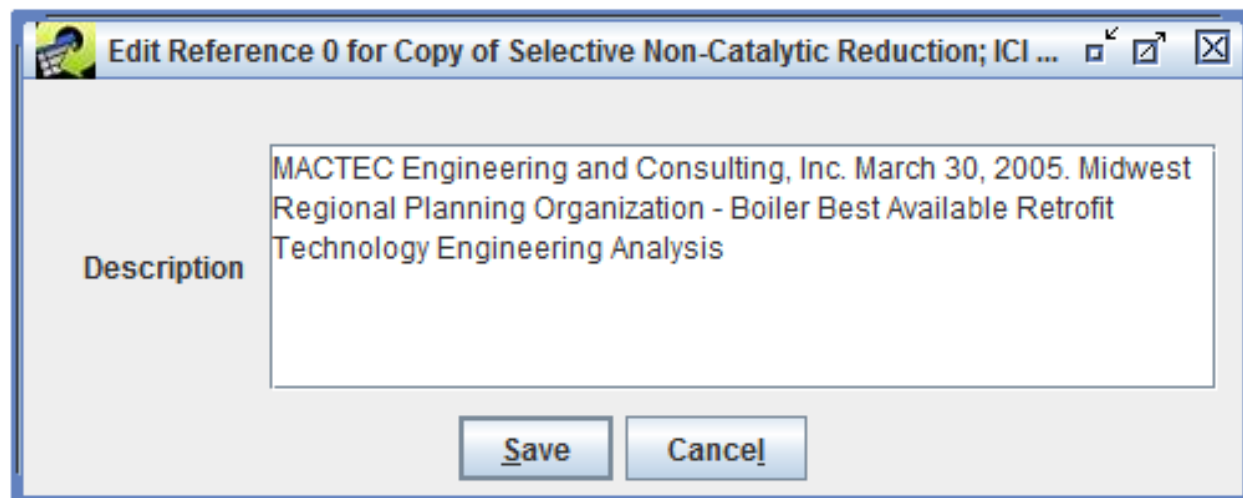 Edit Reference 0 for Copy of Selective Non-Catalytic Reduction; ICI ...
MACTEC Engineering and Consulting, Inc. March 30, 2005. Midwest
Regional Planning Organization - Boiler Best Available Retrofit
Technology Engineering Analysis
Description
Save Cancel